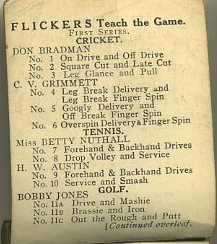 FLICKERS Teach the Game.
FIRST SERIES.
CRICKET.
DON BRADMAN
No. 1 On Drive and Off Drive
No. 2 Square Cut and Late Cut
No. 3 Leg Glance and Pull
C. V. GRIMMETT
No. 4 Leg Break Delivery and
Leg Break Finger Spin
No. 5 Googly Delivery and
Off Break Finger Spin
No. 6 Overspin Delivery & Finger Spin
TENNIS.
Miss BETTY NUTHALL
No. 7 Forehand & Backhand Drives
No. 8 Drop Volley and Service
H. W. AUSTIN
No. 9 Forehand & Backhand Drives
No. 10 Service and Smash
GOLF.
BOBBY JONES
No. 11A Drive and Mashie
No. 11B Brassie and Iron
No. 11C Out the Rough and Putt
[Continued overleaf.